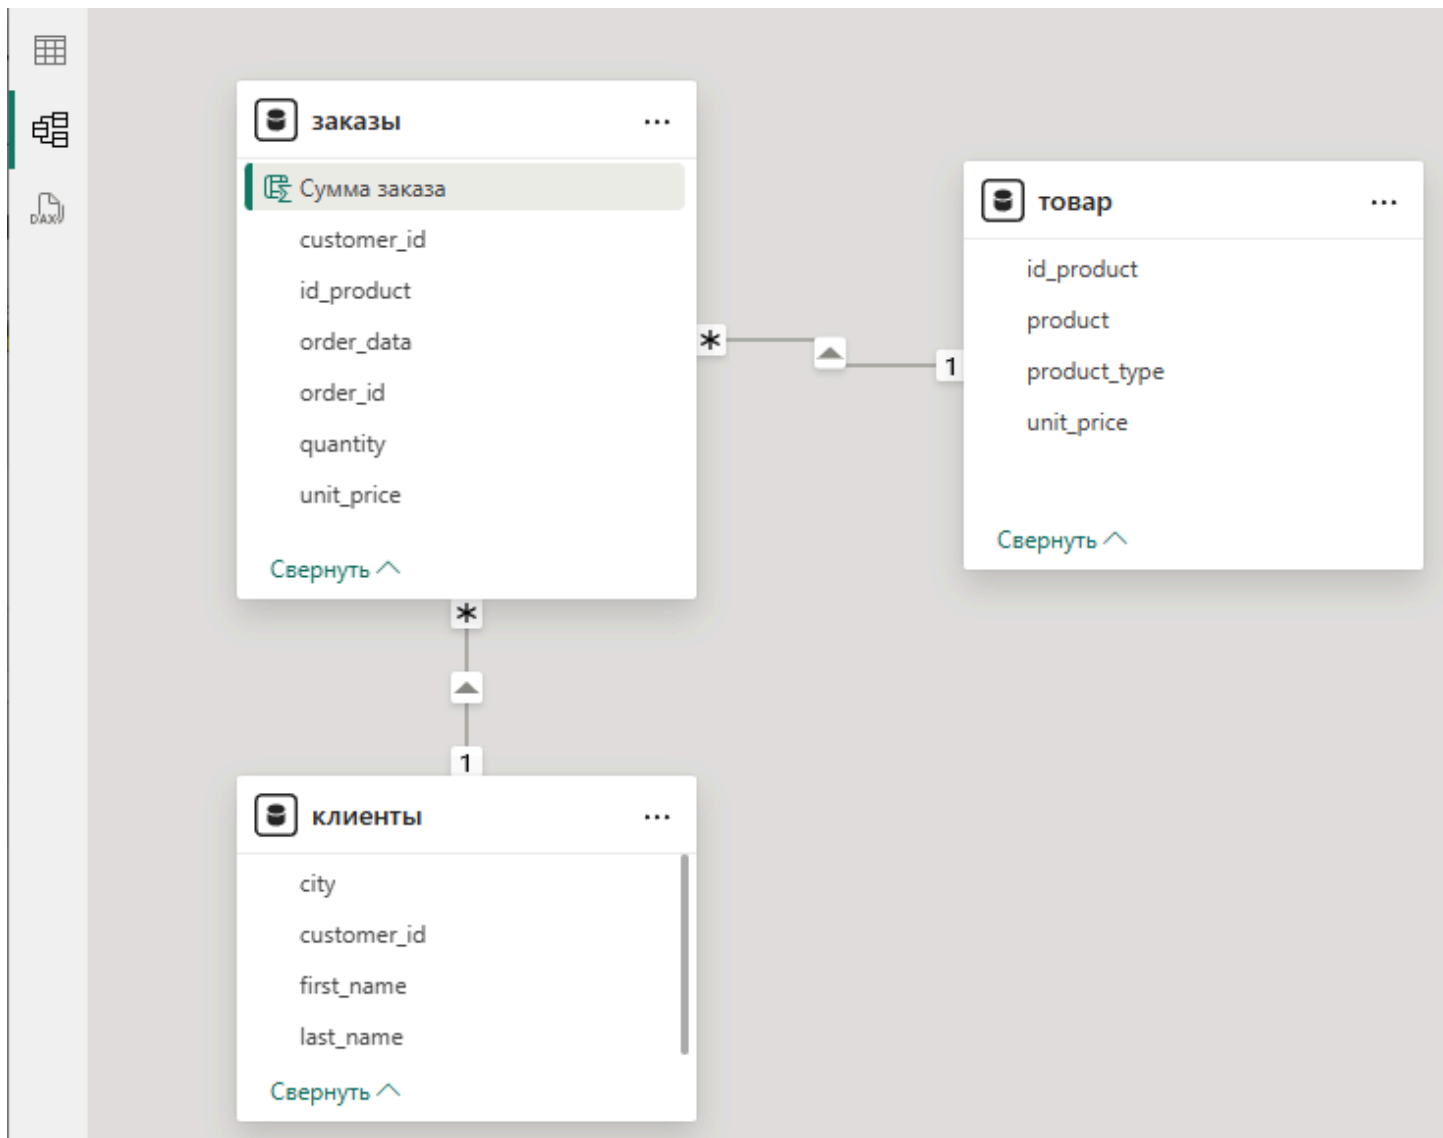 DAX
заказы
Сумма заказа
customer_id
id_product
order_data
order_id
quantity
unit_price
Свернуть
*
1
товар
id_product
product
product_type
unit_price
Свернуть
*
1
клиенты
city
customer_id
first_name
last_name
Свернуть